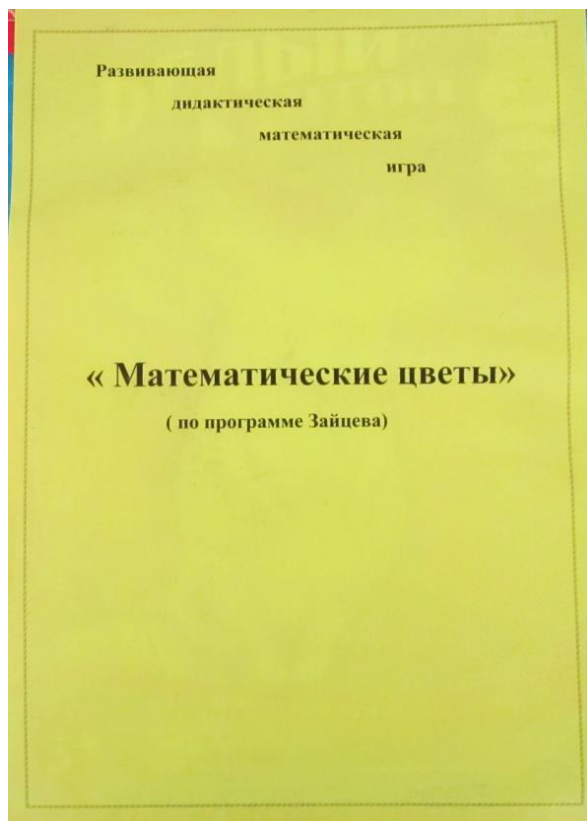 Развивающая
дидактическая
математическая
игра
« Математические цветы»
( по программе Зайцева)